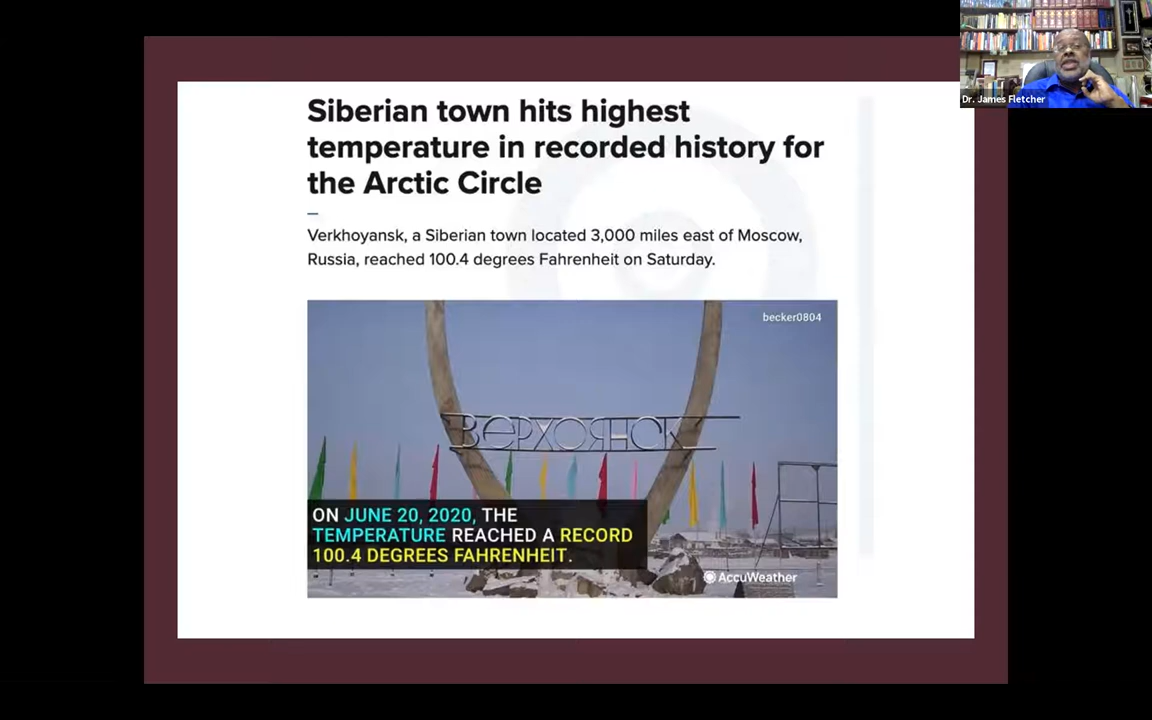 Dr. James Fletcher
Siberian town hits highest
temperature in recorded history for
the Arctic Circle
Verkhoyansk, a Siberian town located 3,000 miles east of Moscow,
Russia, reached 100.4 degrees Fahrenheit on Saturday.
becker0804
ВЕРХОЯНСК
ON JUNE 20, 2020, THE
TEMPERATURE REACHED A RECORD
100.4 DEGREES FAHRENHEIT.
AccuWeather